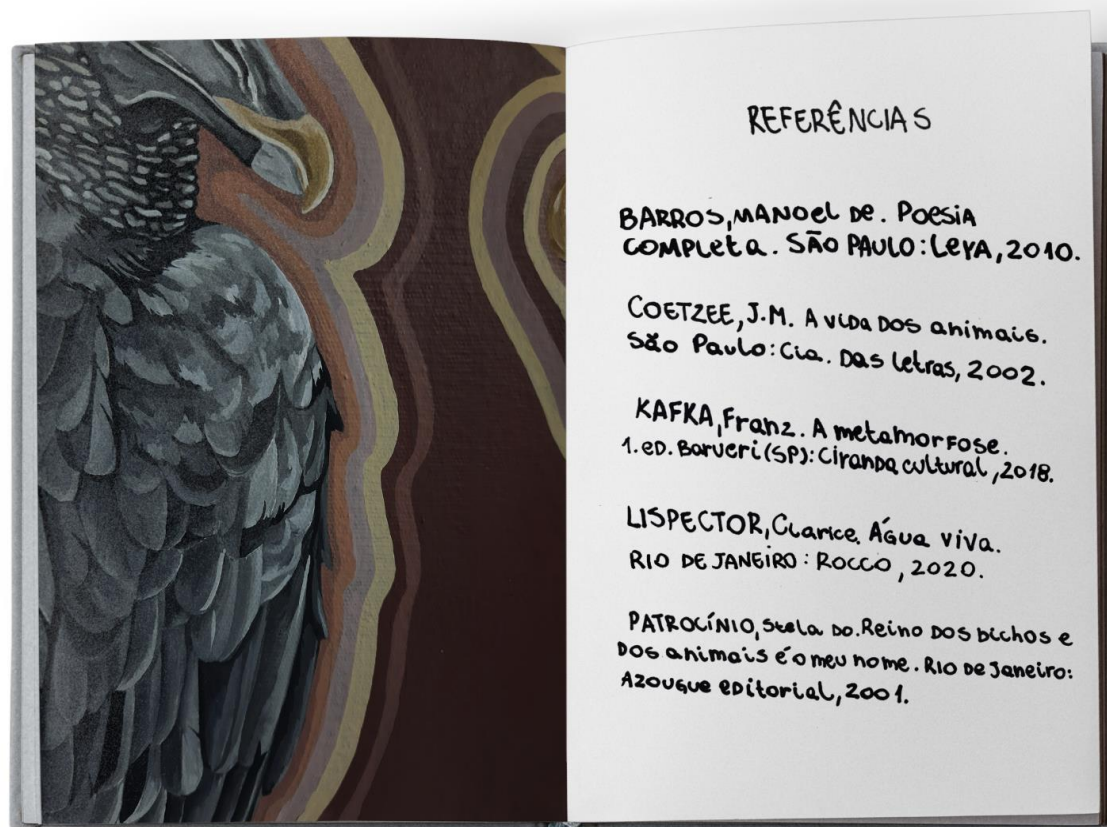 REFERÊNCIAS
BARROS, MANOEL DE. POESIA
COMPLETA. SÃO PAULO: LEYA, 2010.
COETZEE, J.M. A VIDA DOS animais.
São Paulo: Cia. Das letras, 2002.
KAFKA, Franz. A metamorfose.
1. ED. Barueri (SP): Ciranda cultural, 2018.
LISPECTOR, Clarice. Água viva.
RIO DE JANEIRO: ROCCO, 2020.
PATROCÍNIO, Stela DO. Reino DOS bichos e
DOS animais é o meu nome. RIO DE Janeiro:
AZOUGUE EDitorial, 2001.